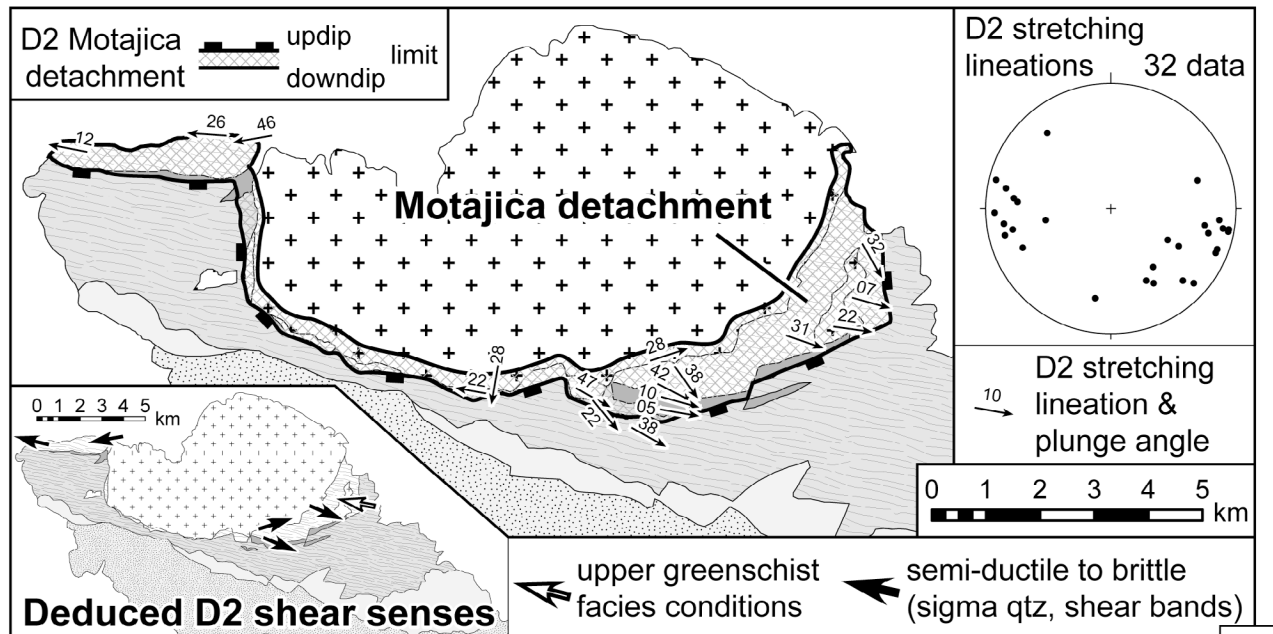 D2 Motajica
detachment
updip
downdip
limit
D2 stretching
lineations 32 data
12
26
46
Motajica detachment
32
07
22
31
28
38
42
10
05
38
47
22
28
22
D2 stretching
lineation &
plunge angle
10
0 1 2 3 4 5
km
0 1 2 3 4 5
km
Deduced D2 shear senses
upper greenschist
facies conditions
semi-ductile to brittle
(sigma qtz, shear bands)